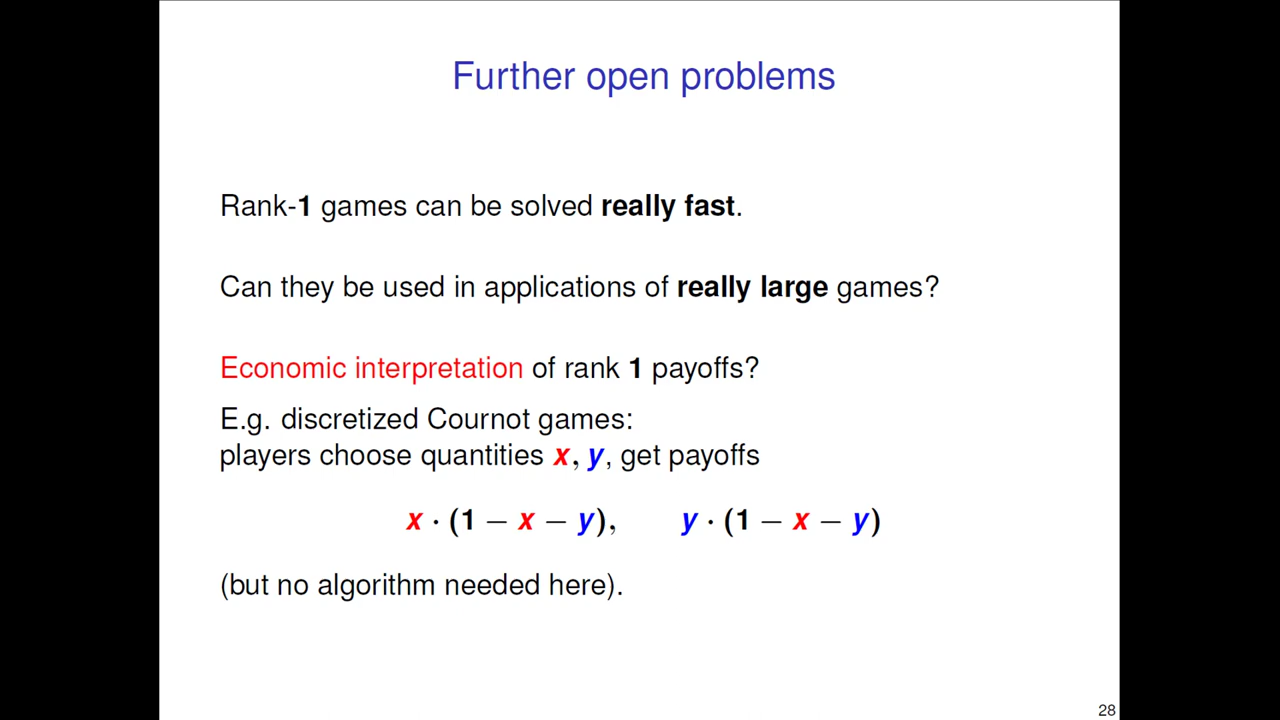 Further open problems
Rank-1 games can be solved really fast.
Can they be used in applications of really large games?
Economic interpretation of rank 1 payoffs?
E.g. discretized Cournot games:
players choose quantities x, y, get payoffs
x · (1 − x − y), y · (1 − x − y)
(but no algorithm needed here).
28